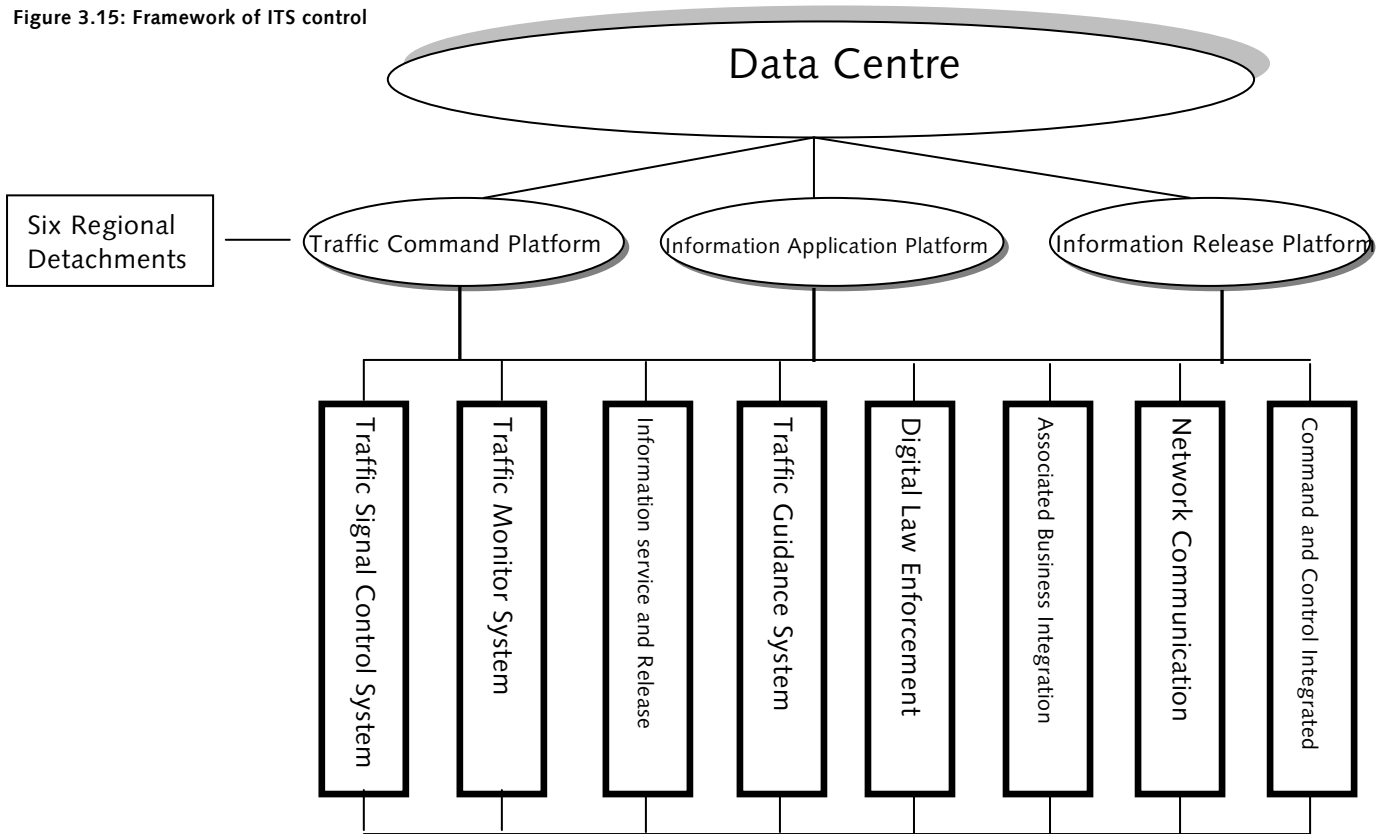 Figure 3.15: Framework of ITS control
Data Centre
Six Regional
Detachments
Traffic Command Platform
Information Application Platform
Information Release Platform
Traffic Signal Control System
Traffic Monitor System
Information service and Release
Traffic Guidance System
Digital Law Enforcement
Associated Business Integration
Network Communication
Command and Control Integrated